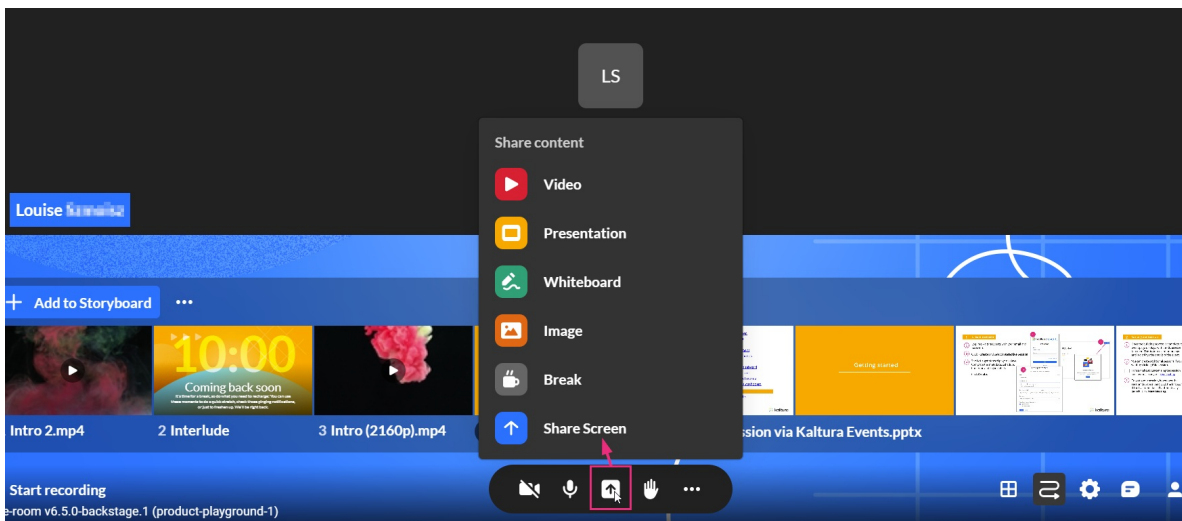 LS
Share content
Video
Louise
Presentation
Whiteboard
+ Add to Storyboard
Image
10:00
Coming back soon
Getting started
Break
Intro 2.mp4
2 Interlude
3 Intro (2160p).mp4
Share Screen
ssion via Kaltura Events.pptx
Start recording
e-room v6.5.0-backstage.1 (product-playground-1)